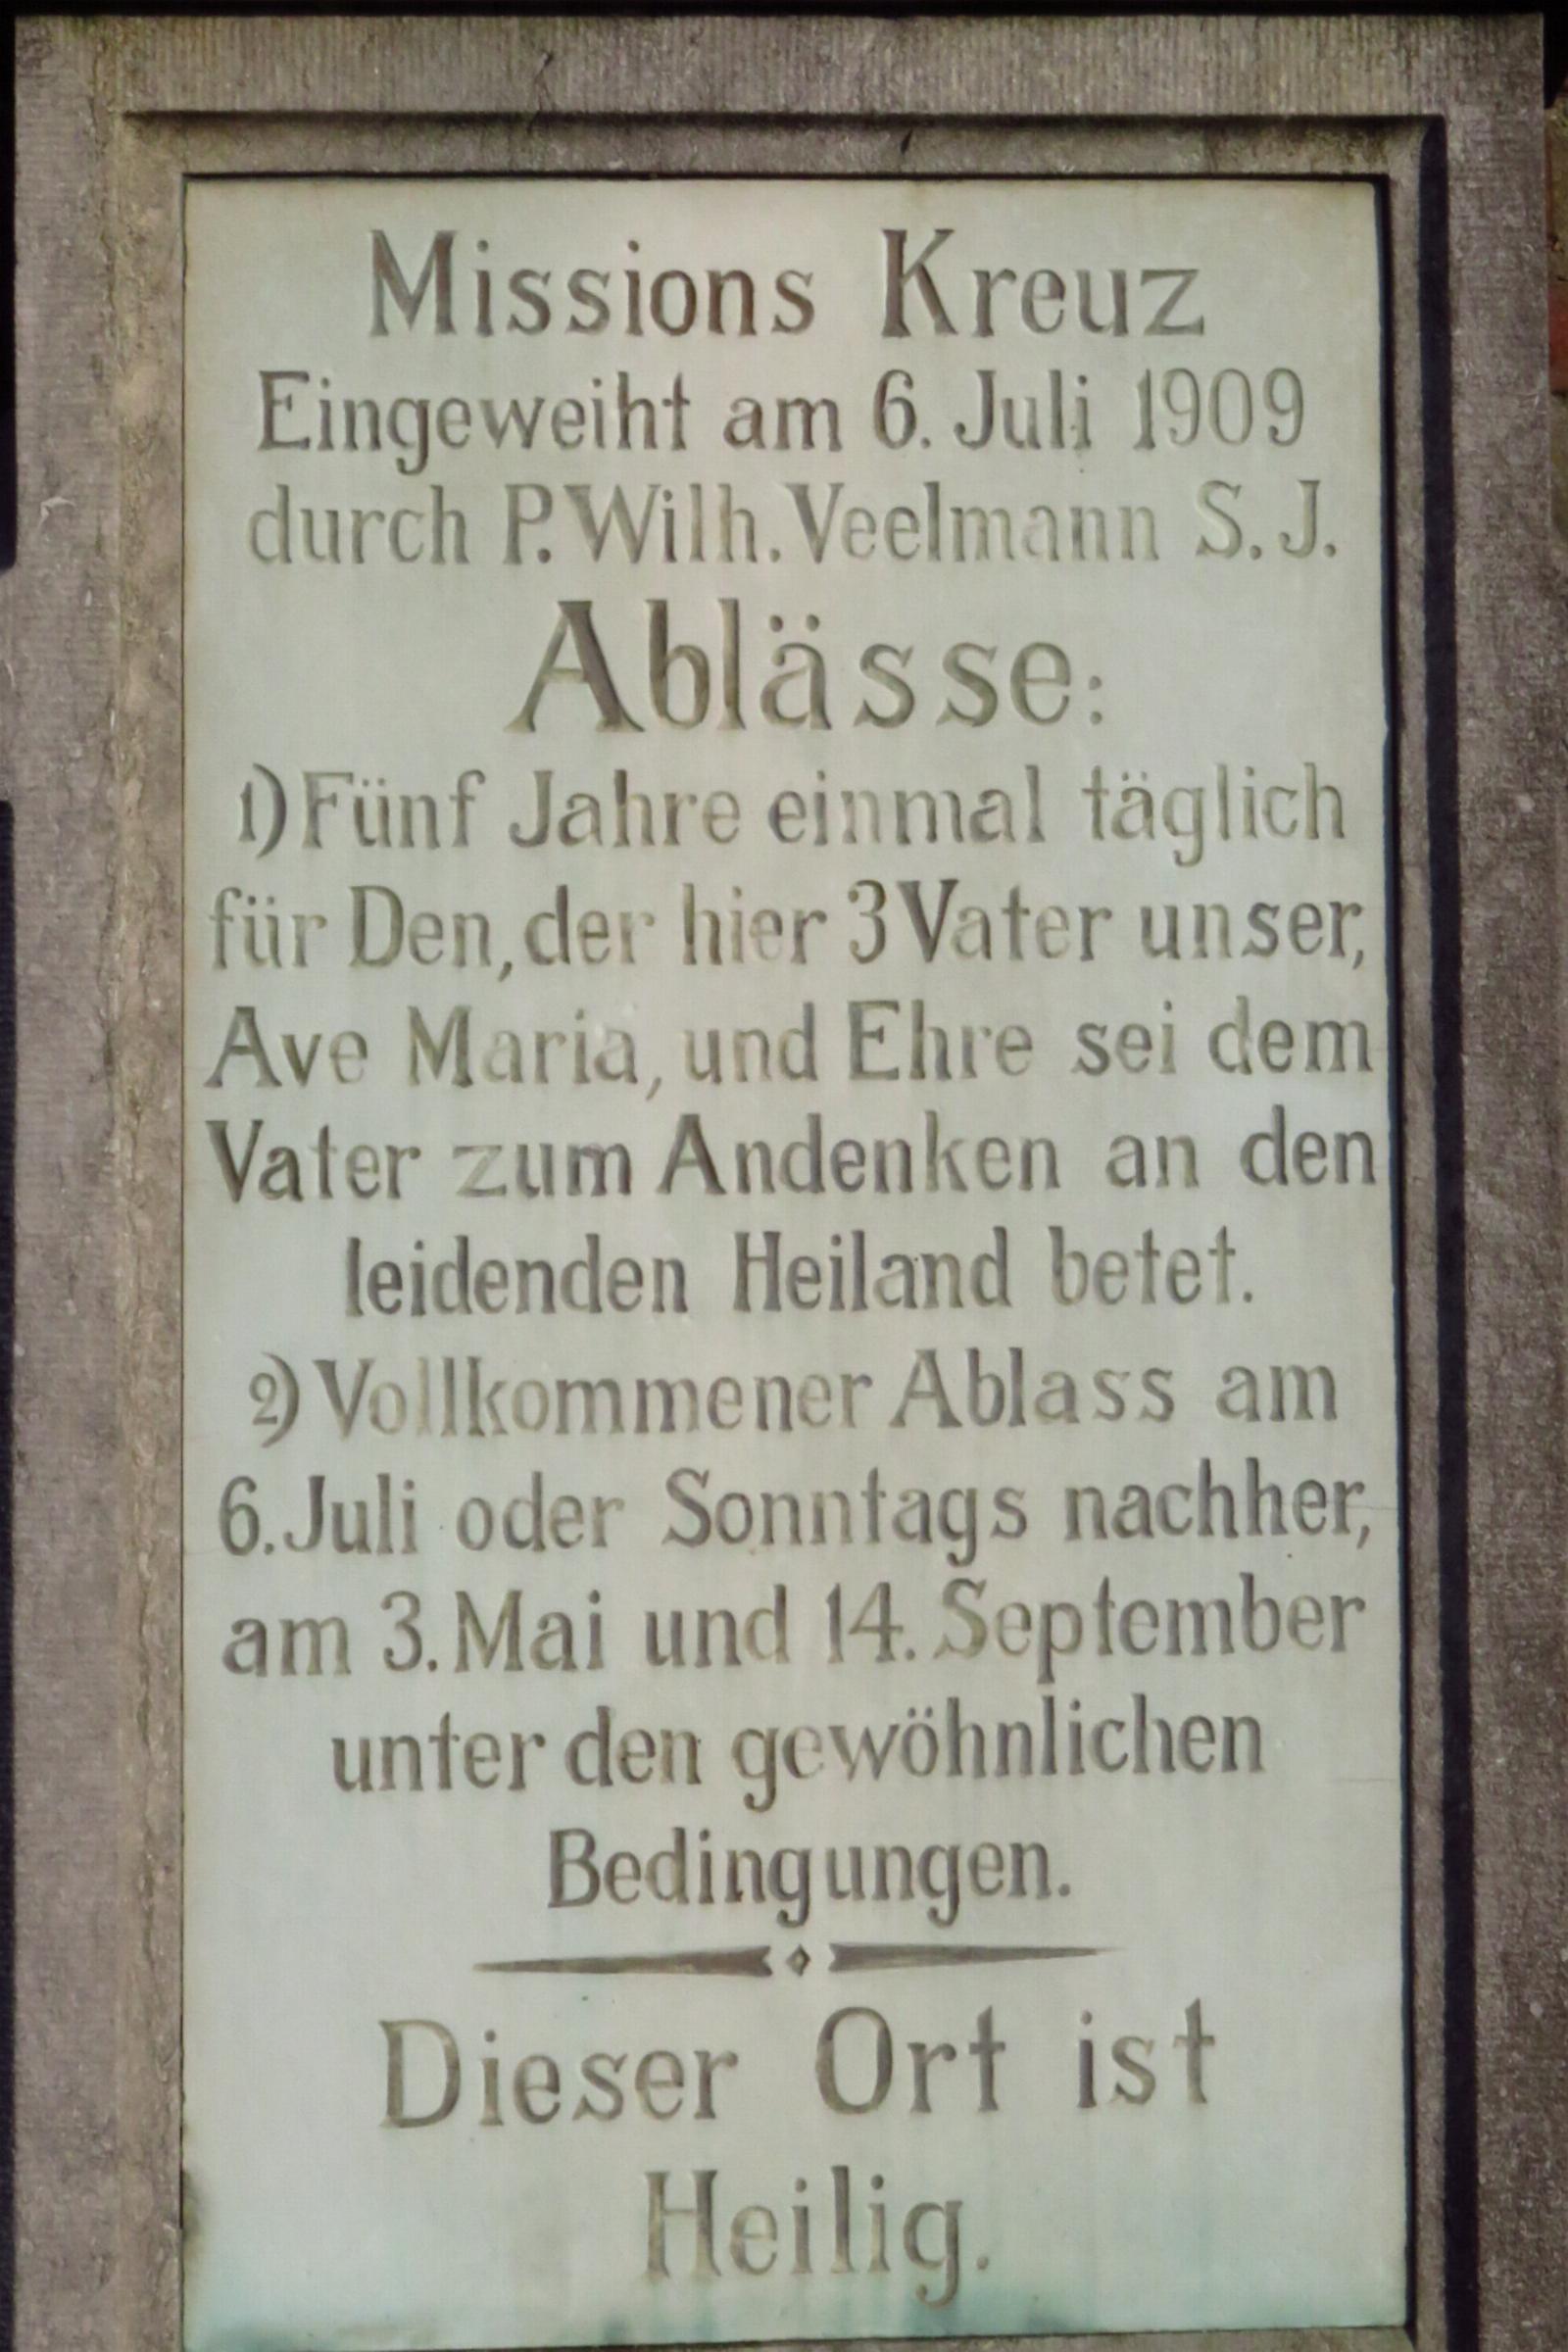 Missions Kreuz
Eingeweiht am 6. Juli 1909
durch P. Wilh. Veelmann S. J.
Ablässe:
1) Fünf Jahre einmal täglich
für Den, der hier 3 Vater unser,
Ave Maria, und Ehre sei dem
Vater zum Andenken an den
leidenden Heiland betet.
2) Vollkommener Ablass am
6. Juli oder Sonntags nachher,
am 3. Mai und 14. September
unter den gewöhnlichen
Bedingungen.
Dieser Ort ist
Heilig.